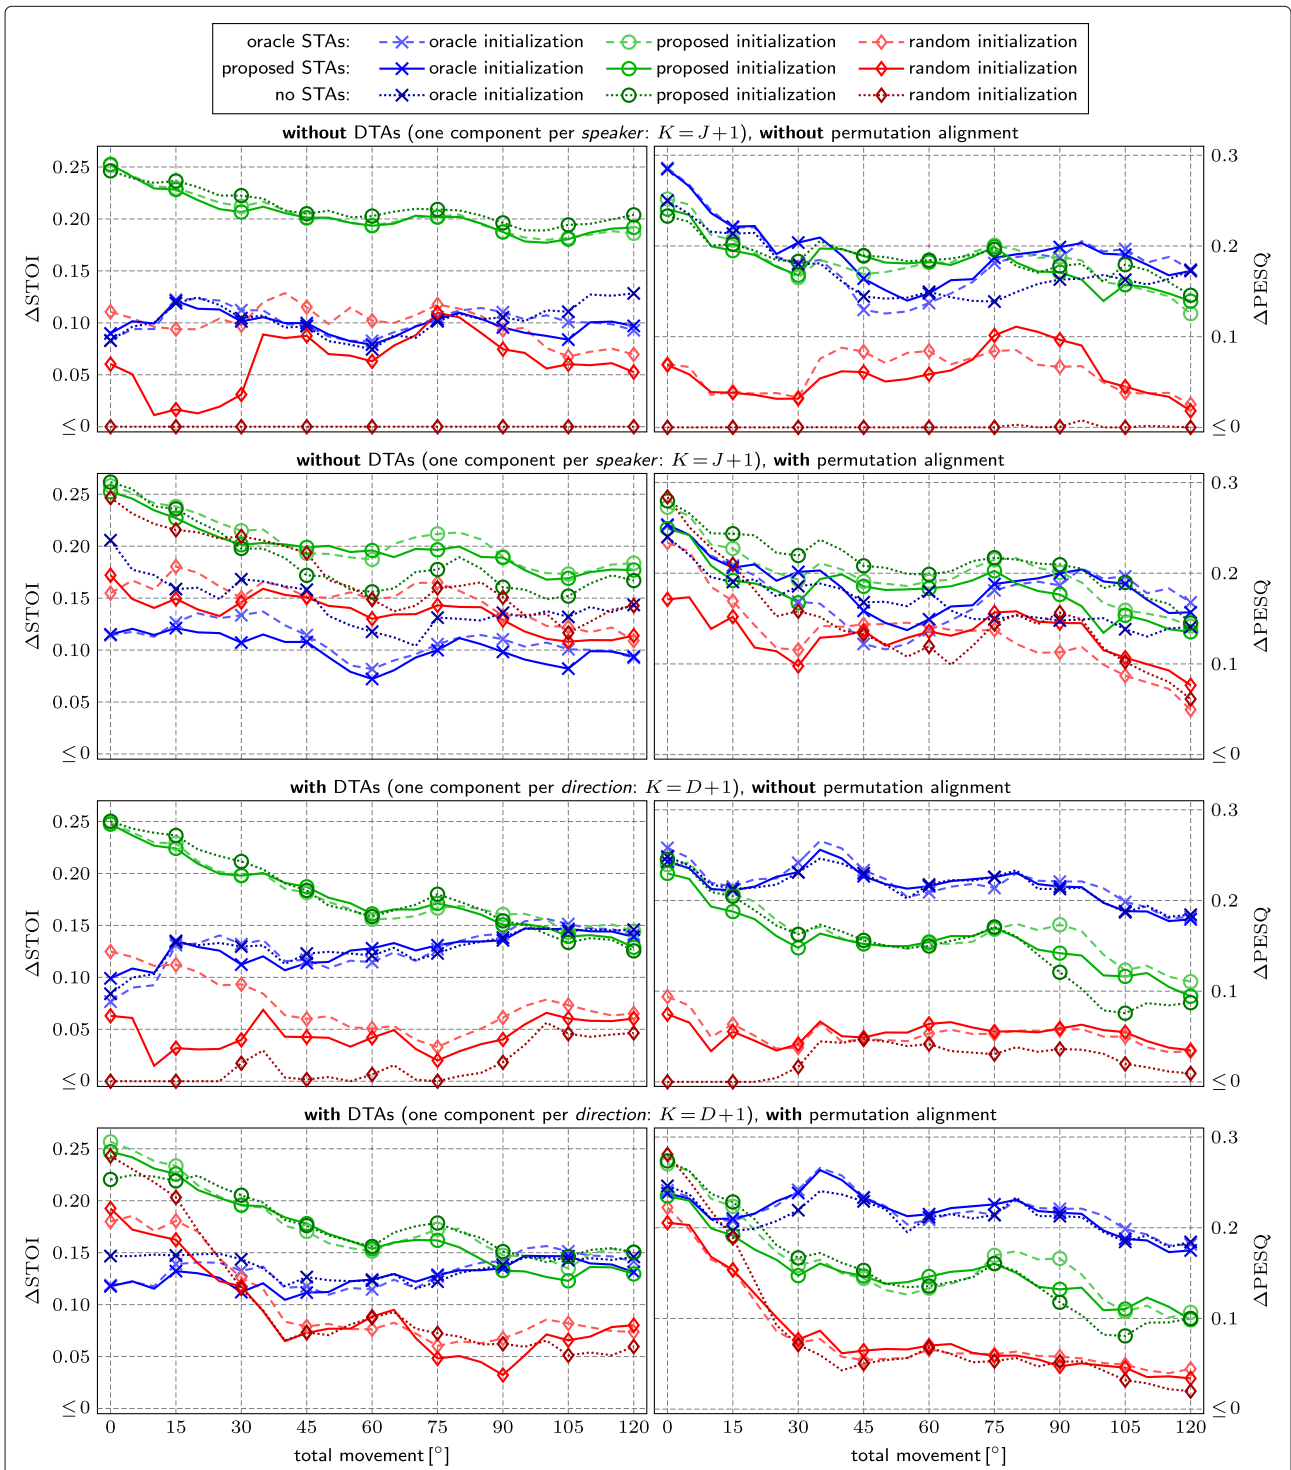 oracle STAs: oracle initialization proposed initialization random initialization
proposed STAs: oracle initialization proposed initialization random initialization
no STAs: oracle initialization proposed initialization random initialization
without DTAs (one component per speaker: K = J + 1), without permutation alignment
0.25
0.20
0.15
0.10
0.05
≤ 0
ΔSTOI
0.3
0.2
0.1
≤ 0
ΔPESQ
without DTAs (one component per speaker: K = J + 1), with permutation alignment
0.25
0.20
0.15
0.10
0.05
≤ 0
ΔSTOI
0.3
0.2
0.1
≤ 0
ΔPESQ
with DTAs (one component per direction: K = D + 1), without permutation alignment
0.25
0.20
0.15
0.10
0.05
≤ 0
ΔSTOI
0.3
0.2
0.1
≤ 0
ΔPESQ
with DTAs (one component per direction: K = D + 1), with permutation alignment
0.25
0.20
0.15
0.10
0.05
≤ 0
ΔSTOI
0.3
0.2
0.1
≤ 0
ΔPESQ
0 15 30 45 60 75 90 105 120
0 15 30 45 60 75 90 105 120
total movement [°]
total movement [°]